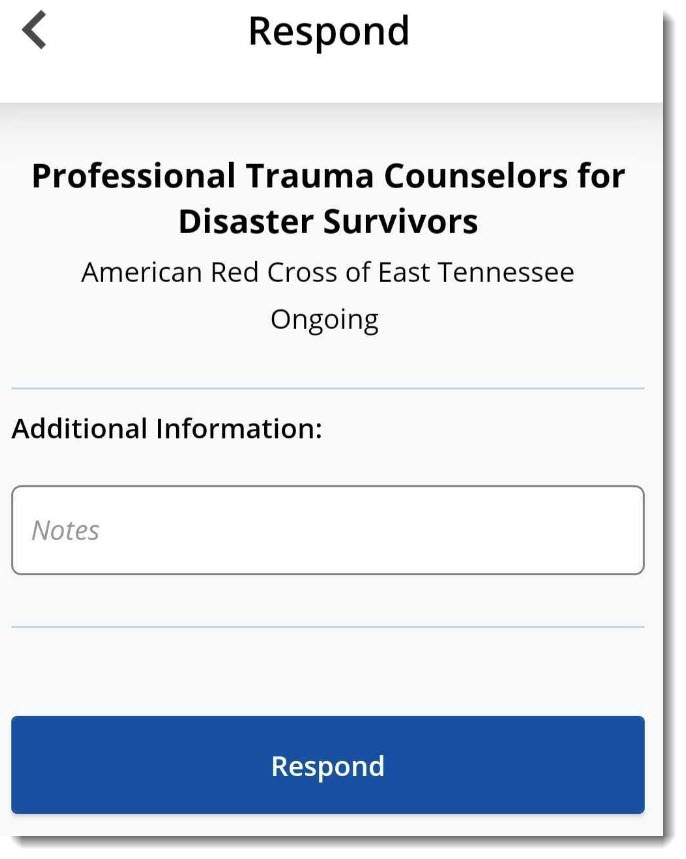 Respond
Professional Trauma Counselors for
Disaster Survivors
American Red Cross of East Tennessee
Ongoing
Additional Information:
Notes
Respond